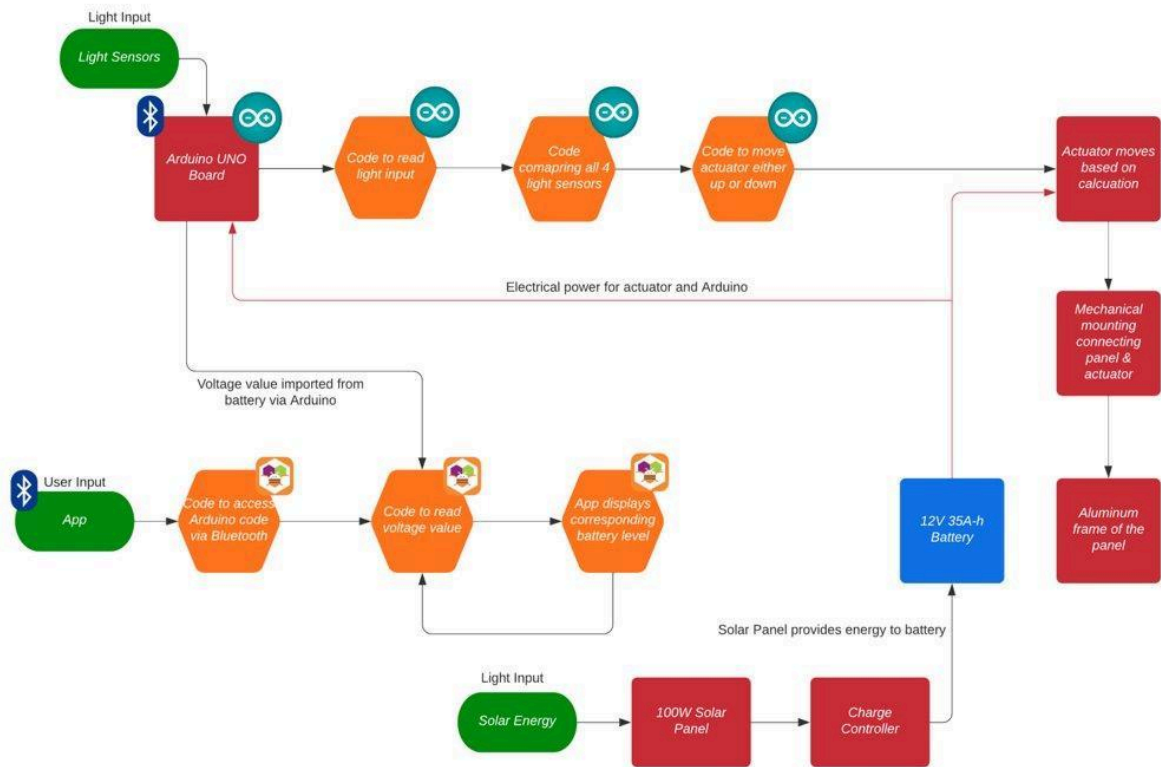 Light Input
Light Sensors
Arduino UNO
Board
Code to read
light input
Code
comapring all 4
light sensors
Code to move
actuator either
up or down
Actuator moves
based on
calcuation
Electrical power for actuator and Arduino
Mechanical
mounting
connecting
panel &
actuator
Voltage value imported from
battery via Arduino
User Input
App
Code to access
Arduino code
via Bluetooth
Code to read
voltage value
App displays
corresponding
battery level
12V 35A-h
Battery
Aluminum
frame of the
panel
Solar Panel provides energy to battery
Light Input
Solar Energy
100W Solar
Panel
Charge
Controller